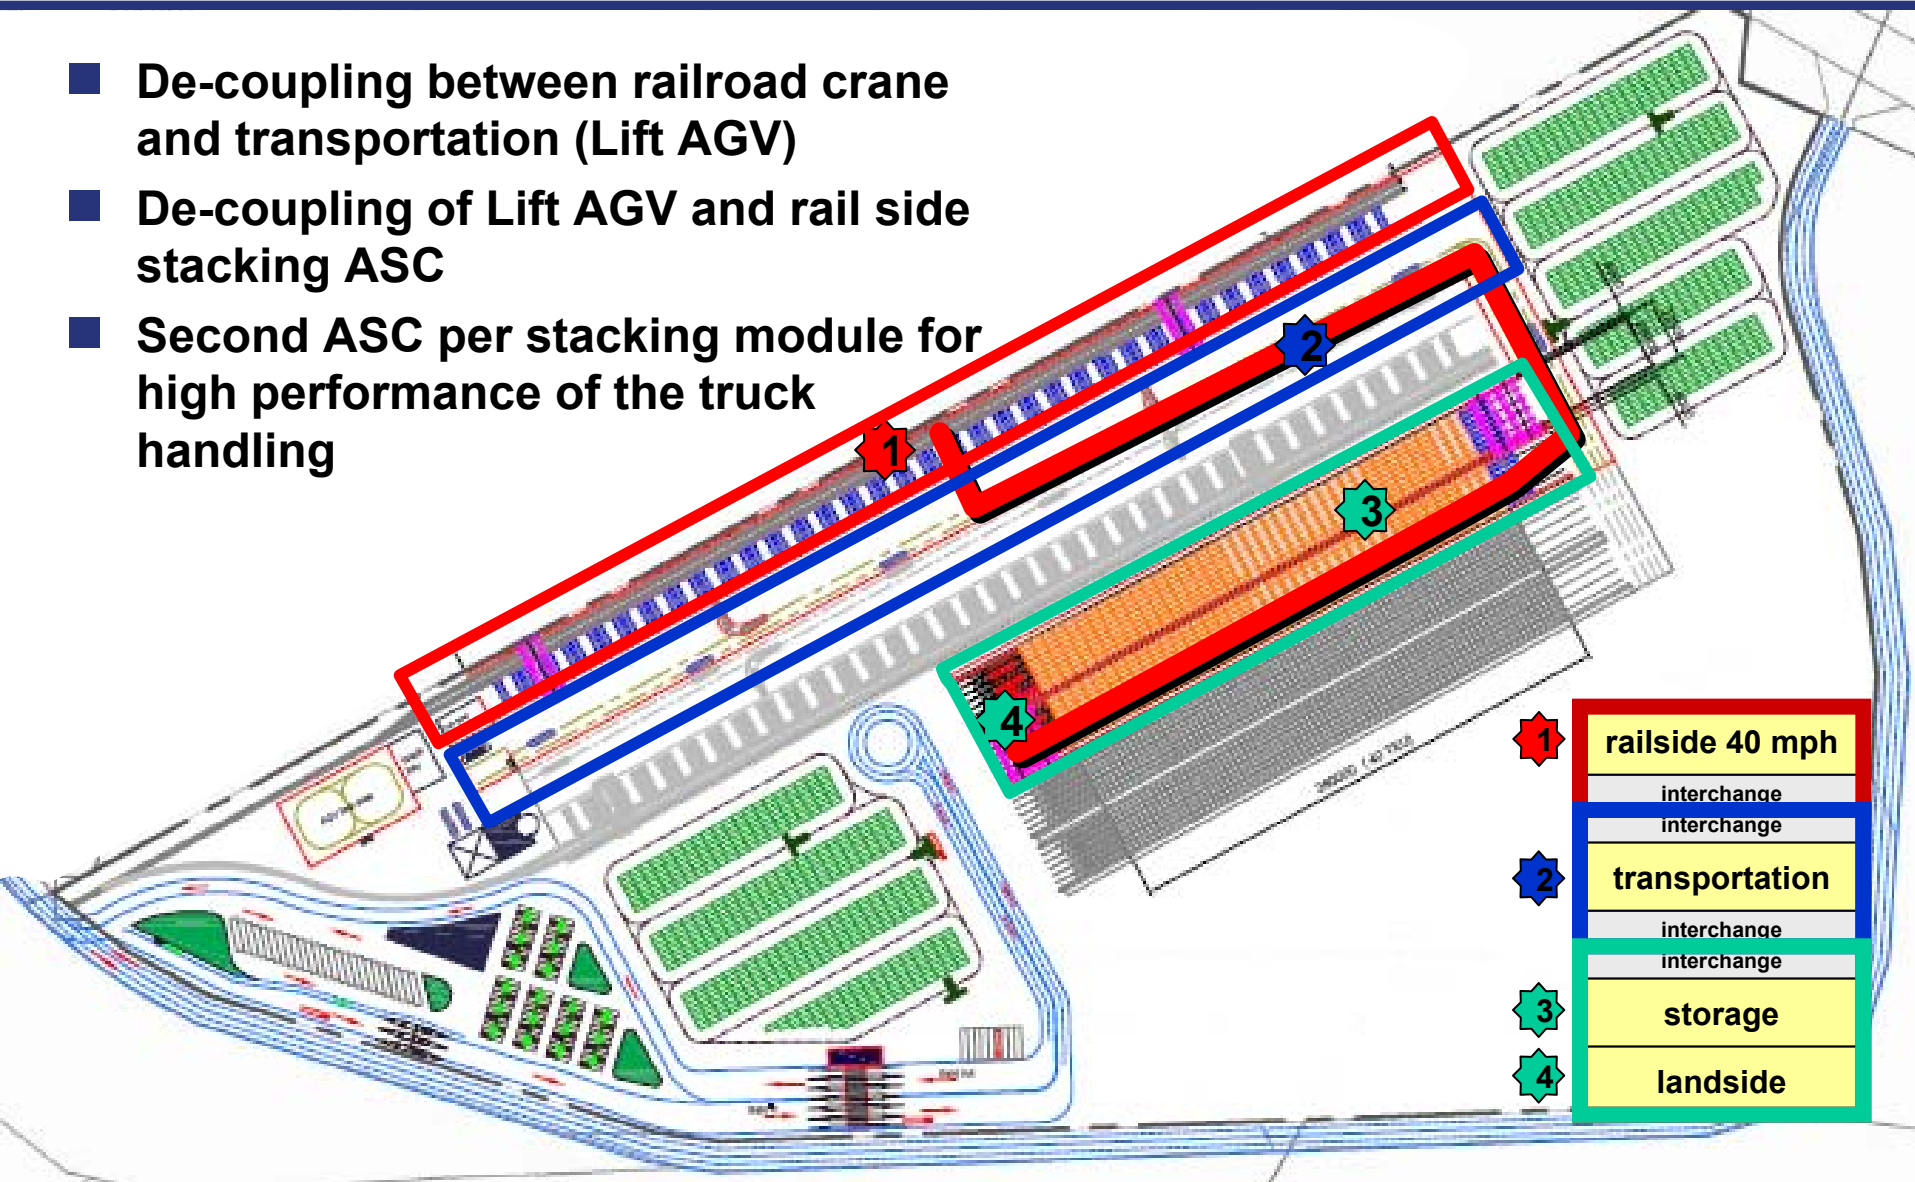 De-coupling between railroad crane
and transportation (Lift AGV)
De-coupling of Lift AGV and rail side
stacking ASC
Second ASC per stacking module for
high performance of the truck
handling
1
2
3
4
1
railside 40 mph
interchange
interchange
2
transportation
interchange
interchange
3
storage
4
landside